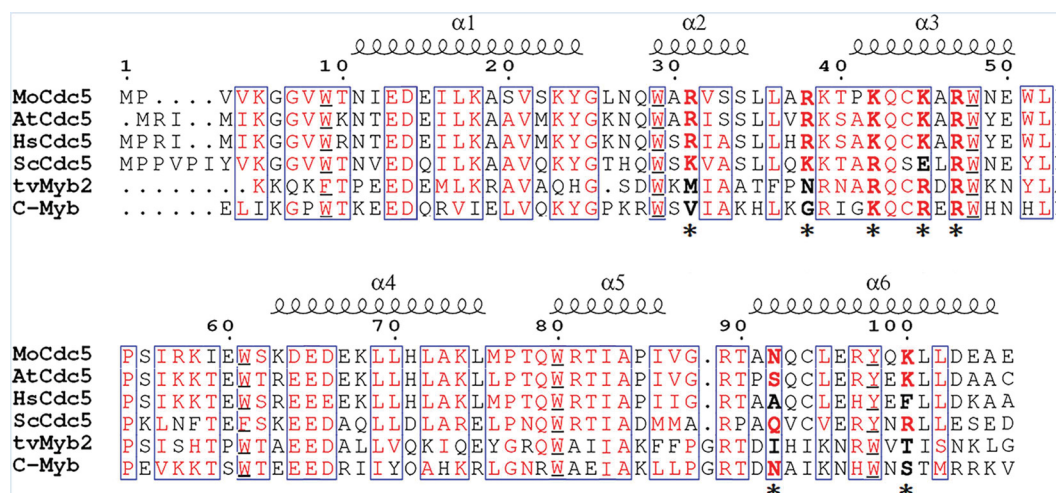 α1 α2 α3
1 10 20 30 40 50
MoCdc5 MP....VVKGGVWTNIEDEILKASVSKYGLNQWARVSSLLARKTPKQCKARWNEWL
AtCdc5 .MRI..MIKGGVWKNTEDEILKAAVMKYGKNQWARISSLLVRKSAKQCKARWYEWL
HsCdc5 MPRI..MIKGGVWRNTEDEILKAAVMKYGKNQWARIASLLHRKSAKQCKARWYEWL
ScCdc5 MPPVPIYVKGGVWTNVEDQILKAAVQKYGTHQWSKVASLLQKKTARQSELRWNEYL
tvMyb2 .......KKQKFTPEEDEMLKRAVAQHG.SDWKMIAATFPNRNARQCRDRWKNYL
C-Myb ......ELIKGPWTKEEDQRVIELVQKYGPKRWSVIAKHLKGRIGKQCRERWHNHL
* * * * *
α4 α5 α6
60 70 80 90 100
MoCdc5 PSIRKIEWSKDEDEKLLHLAKLMPTQWRTIAPIVG.RTANQCLERYQKLLDEAE
AtCdc5 PSIKKTEWTREEDEKLLHLAKLLPTQWRTIAPIVG.RTPSQCLERYEKLLDAAC
HsCdc5 PSIKKTEWSREEEEKLLHLAKLMPTQWRTIAPIIG.RTAAQCLEHYEFLLDKAA
ScCdc5 PKLNFTEFSKEEDAQLLDLARELPNQWRTIADMMA.RPAQVCVERYNRLLESED
tvMyb2 PSISHTPWTAEEDALLVQKIQEYGRQWAIIAKFFPGRTDIHIKNRWVTISNKLG
C-Myb PEVKKTSWTEEEDRIIYQAHKRLGNRWAEIAKLLPGRTDNAIKNHWNSTMRRKV
* *